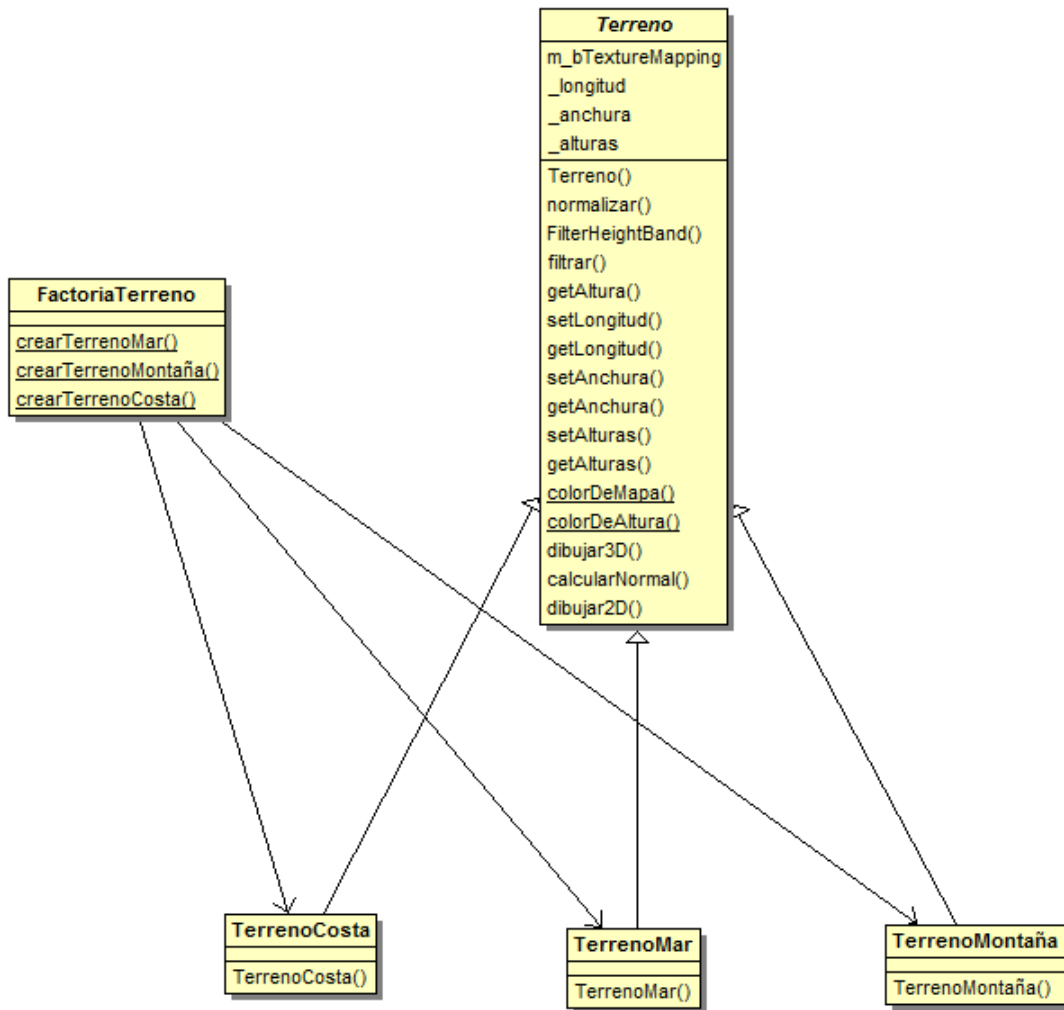 Terreno
m_bTextureMapping
_longitud
_anchura
_alturas
Terreno()
normalizar()
FilterHeightBand()
filtrar()
getAltura()
setLongitud()
getLongitud()
setAnchura()
getAnchura()
setAlturas()
getAlturas()
colorDeMapa()
colorDeAltura()
dibujar3D()
calcularNormal()
dibujar2D()
FactoriaTerreno
crearTerrenoMar()
crearTerrenoMontaña()
crearTerrenoCosta()
TerrenoCosta
TerrenoCosta()
TerrenoMar
TerrenoMar()
TerrenoMontaña
TerrenoMontaña()